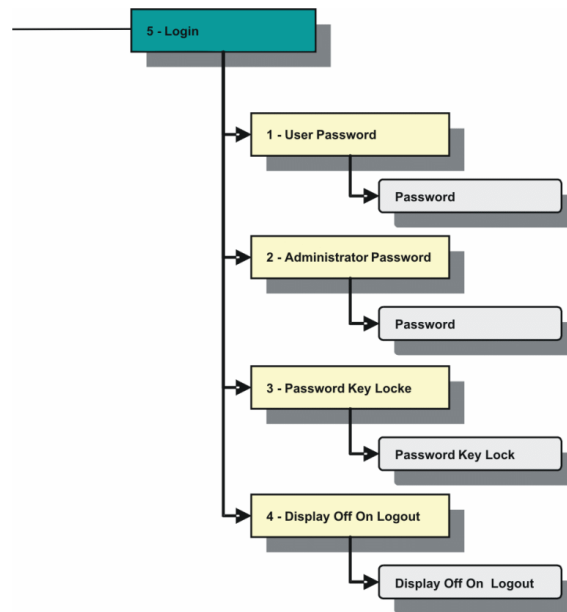 5 - Login
1 - User Password
Password
2 - Administrator Password
Password
3 - Password Key Locke
Password Key Lock
4 - Display Off On Logout
Display Off On  Logout